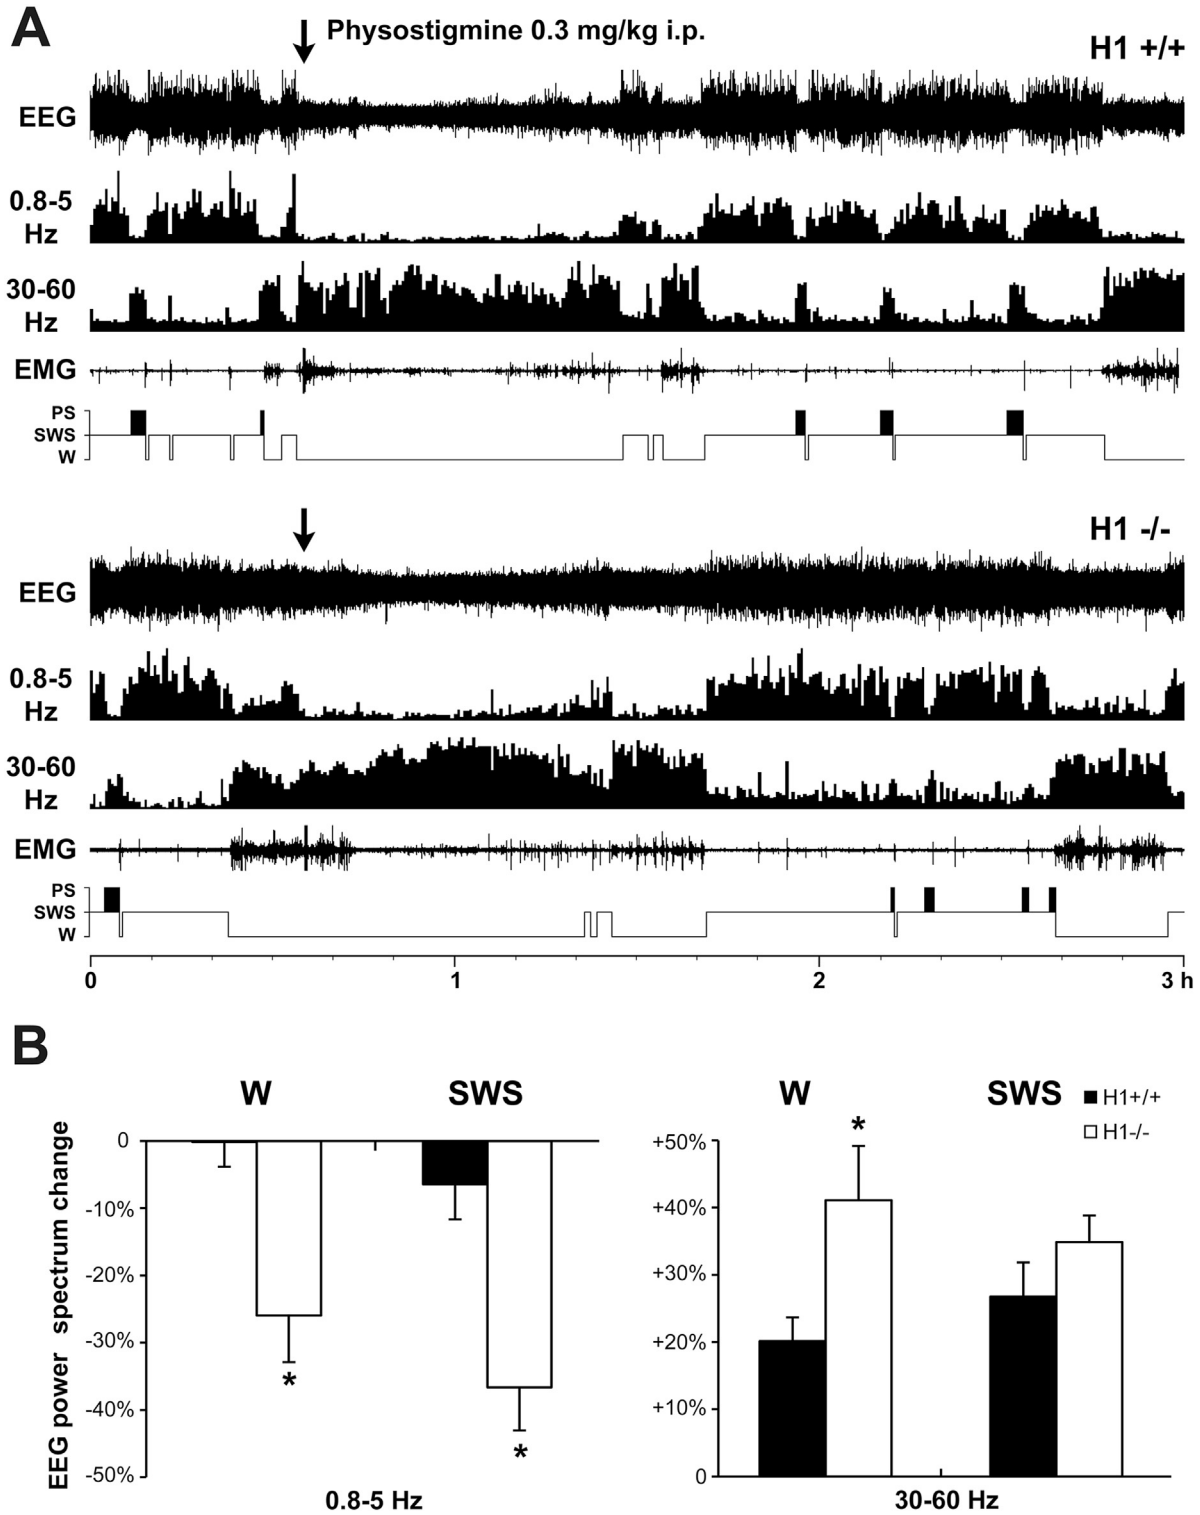 A
Physostigmine 0.3 mg/kg i.p.
H1 +/+
EEG
0.8-5
Hz
30-60
Hz
EMG
PS
SWS
W
H1 -/-
EEG
0.8-5
Hz
30-60
Hz
EMG
PS
SWS
W
0 1 2 3 h
B
W SWS
EEG power spectrum change
0
-10%
-20%
-30%
-40%
-50%
*
*
0.8-5 Hz
W SWS
H1+/+
H1-/-
*
+50%
+40%
+30%
+20%
+10%
0
30-60 Hz